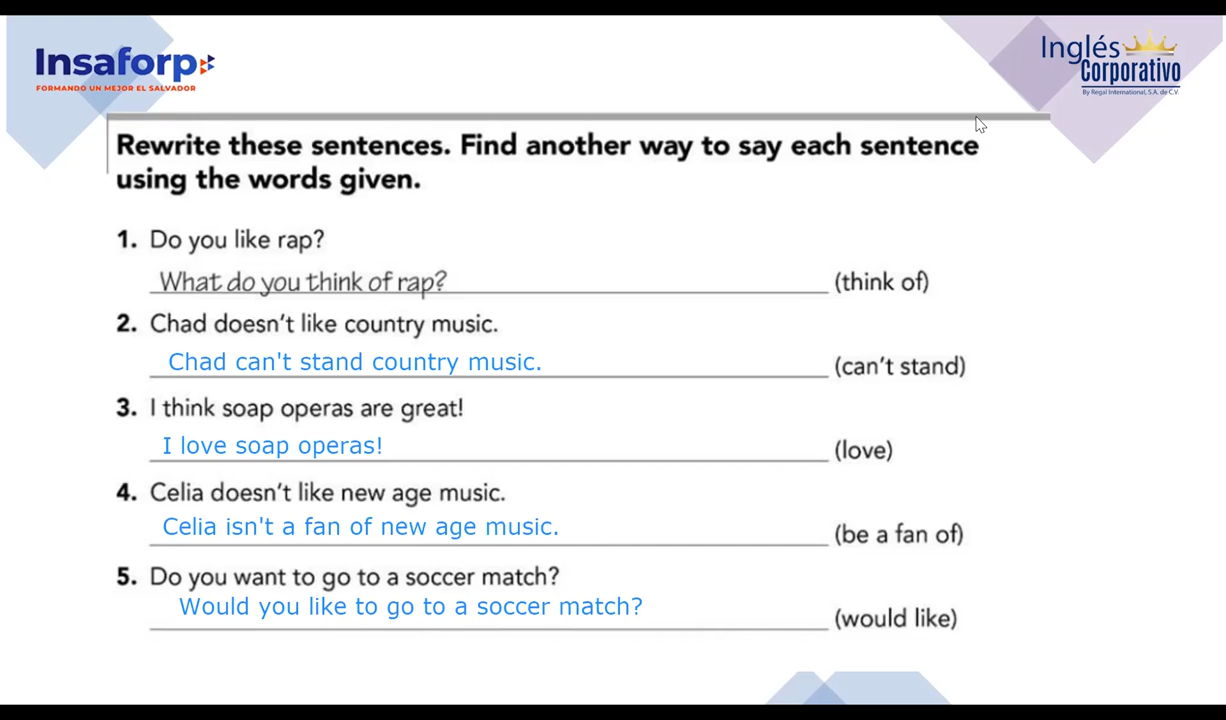 Insaforp
FORMANDO UN MEJOR EL SALVADOR
Inglés
Corporativo
By Regal International, S.A. de C.V.
Rewrite these sentences. Find another way to say each sentence
using the words given.
1. Do you like rap?
What do you think of rap? (think of)
2. Chad doesn't like country music.
Chad can't stand country music. (can't stand)
3. I think soap operas are great!
I love soap operas! (love)
4. Celia doesn't like new age music.
Celia isn't a fan of new age music. (be a fan of)
5. Do you want to go to a soccer match?
Would you like to go to a soccer match? (would like)